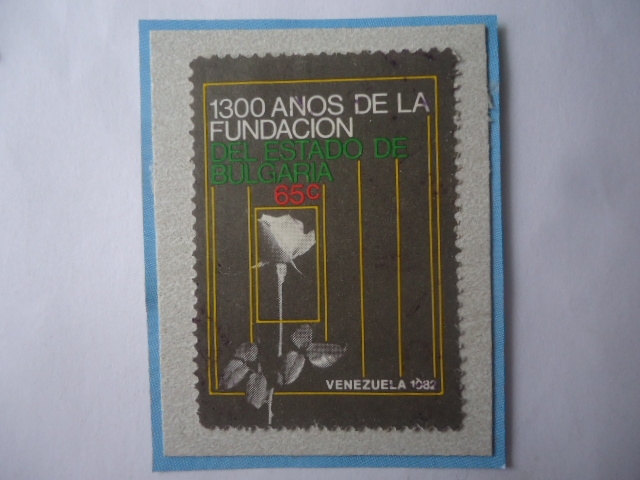 1300 ANOS DE LA
FUNDACION
DEL ESTADO DE
BULGARIA
65c
VENEZUELA 1982